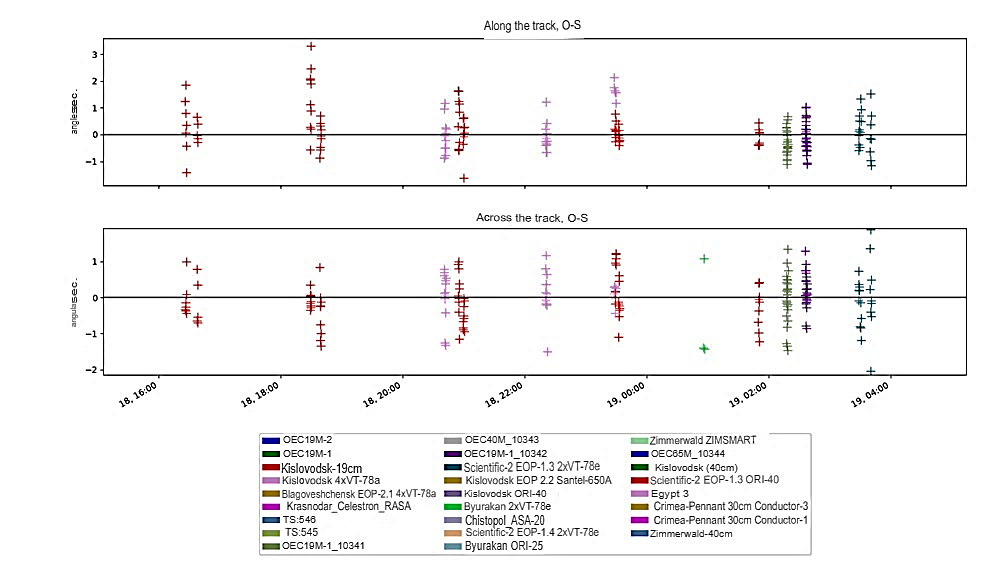 Along the track, O-S
3
2
1
0
−1
anglesec.
Across the track, O-S
1
0
−1
−2
angulasec.
18, 16:00 18, 18:00 18, 20:00 18, 22:00 19, 00:00 19, 02:00 19, 04:00
OEC19M-2 OEC40M_10343 Zimmerwald ZIMSMART
OEC19M-1 OEC19M-1_10342 OEC65M_10344
Kislovodsk-19cm Scientific-2 EOP-1.3 2xVT-78e Kislovodsk (40cm)
Kislovodsk 4xVT-78a Kislovodsk EOP 2.2 Santel-650A Scientific-2 EOP-1.3 ORI-40
Blagoveshchensk EOP-2.1 4xVT-78a Kislovodsk ORI-40 Egypt 3
Krasnodar_Celestron_RASA Byurakan 2xVT-78e Crimea-Pennant 30cm Conductor-3
TS:546 Chistopol_ASA-20 Crimea-Pennant 30cm Conductor-1
TS:545 Scientific-2 EOP-1.4 2xVT-78e Zimmerwald-40cm
OEC19M-1_10341 Byurakan ORI-25